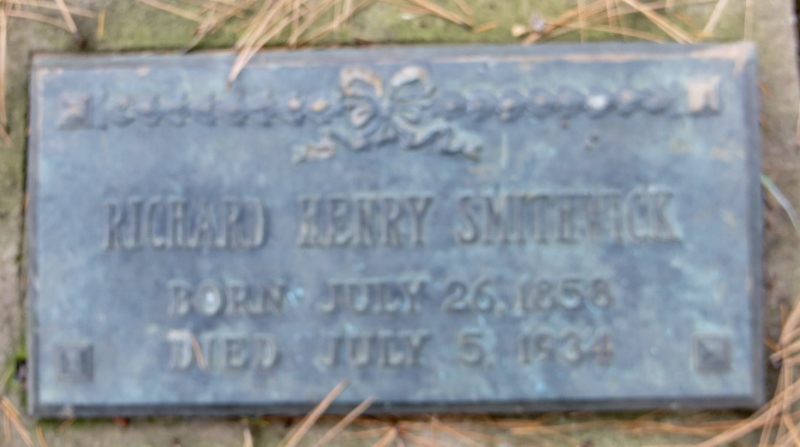 RICHARD HENRY SMITHWICK
BORN JULY 26, 1858
DIED JULY 5, 1934